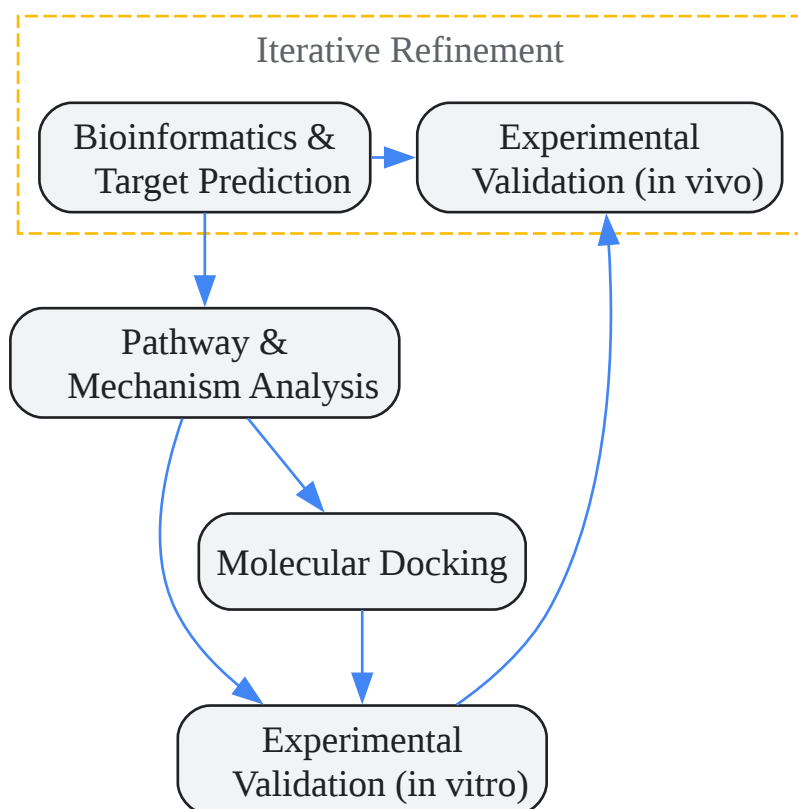 Iterative Refinement
Bioinformatics &
Target Prediction
Experimental
Validation (in vivo)
Pathway &
Mechanism Analysis
Molecular Docking
Experimental
Validation (in vitro)